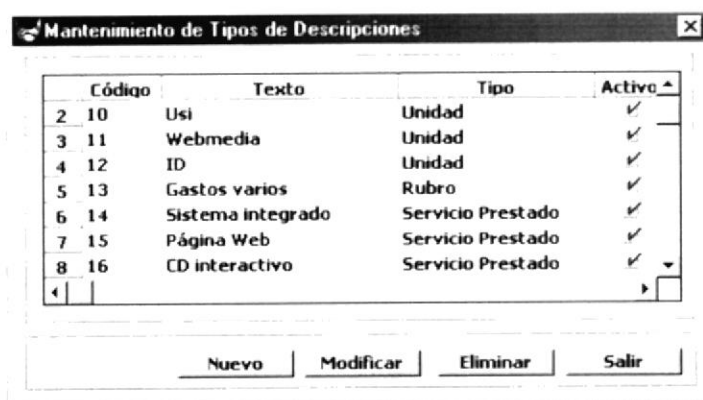 Mantenimiento de Tipos de Descripciones
Código Texto Tipo Activo
2 10 Usi Unidad
3 11 Webmedia Unidad
4 12 ID Unidad
5 13 Gastos varios Rubro
6 14 Sistema integrado Servicio Prestado
7 15 Página Web Servicio Prestado
8 16 CD interactivo Servicio Prestado
Nuevo Modificar Eliminar Salir